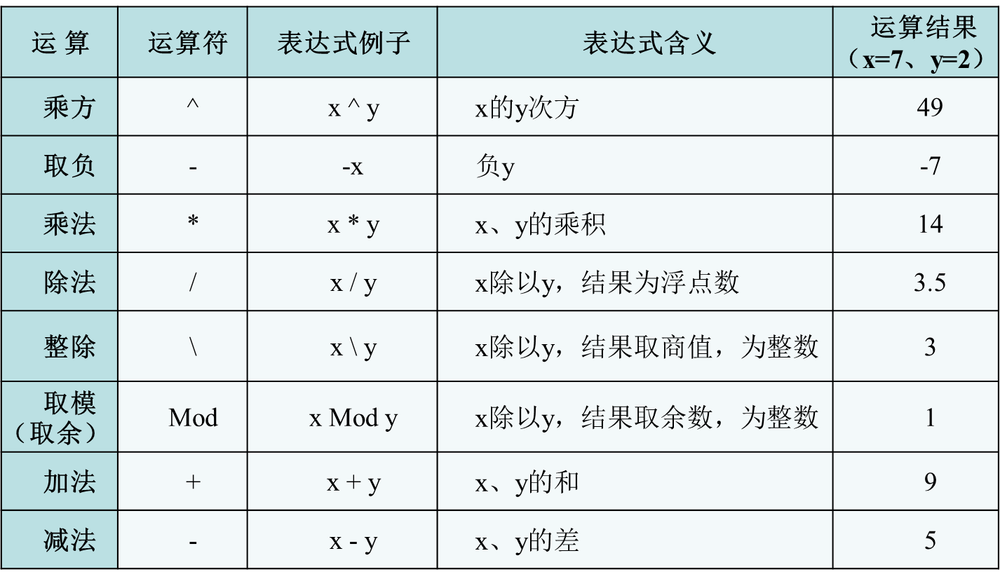 运 算 运算符 表达式例子 表达式含义 运算结果
（x=7、y=2）
乘方 ^ x ^ y x的y次方 49
取负 - -x 负y -7
乘法 * x * y x、y的乘积 14
除法 / x / y x除以y，结果为浮点数 3.5
整除 \ x \ y x除以y，结果取商值，为整数 3
取模
（取余） Mod x Mod y x除以y，结果取余数，为整数 1
加法 + x + y x、y的和 9
减法 - x - y x、y的差 5